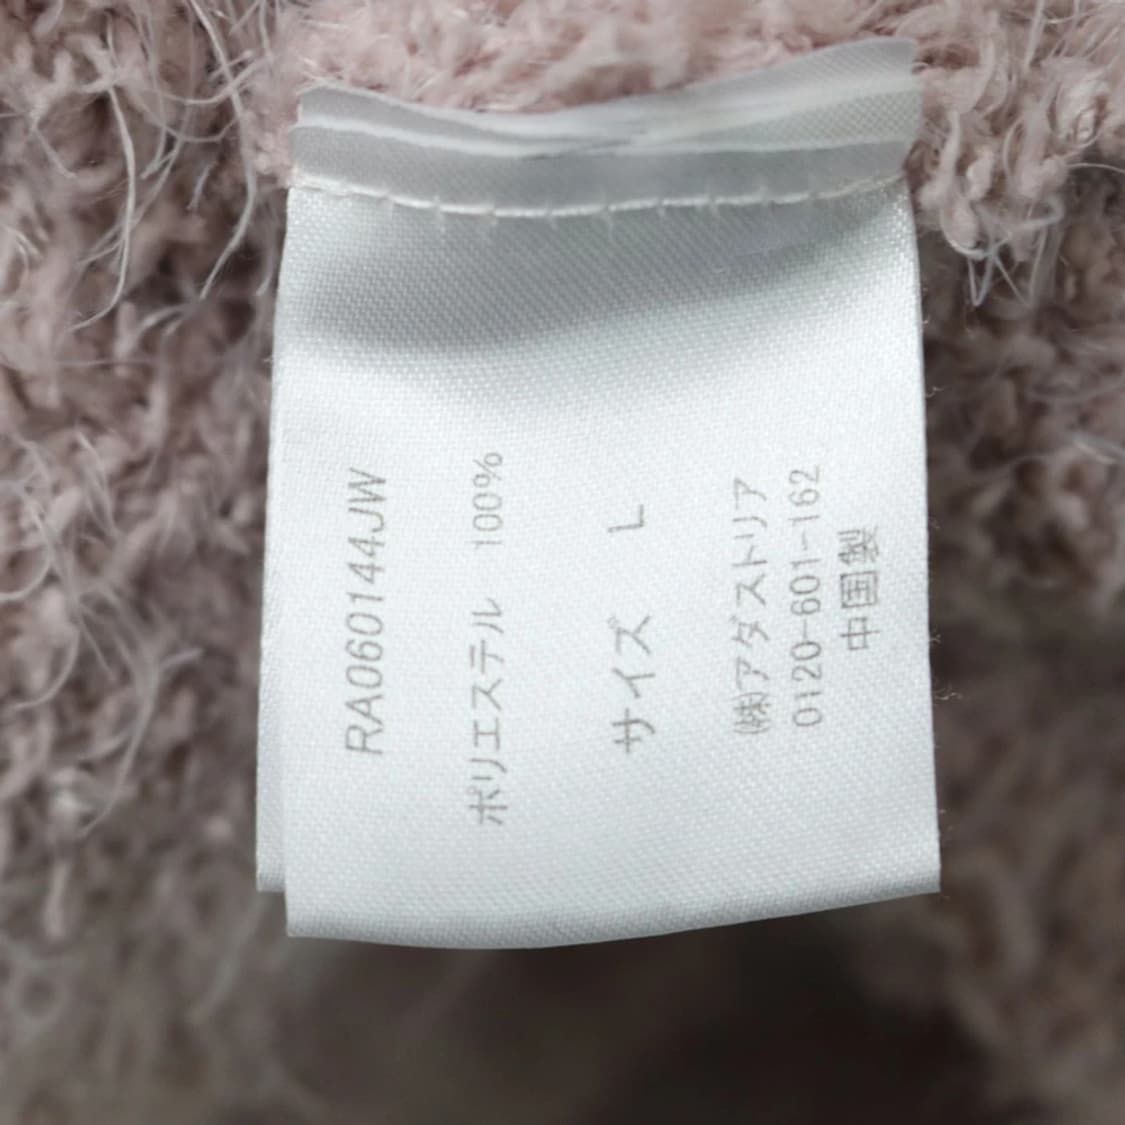 RA060144JW
ポリエステル 100%
サイズ L
㈱アダストリア
0120-601-162
中国製